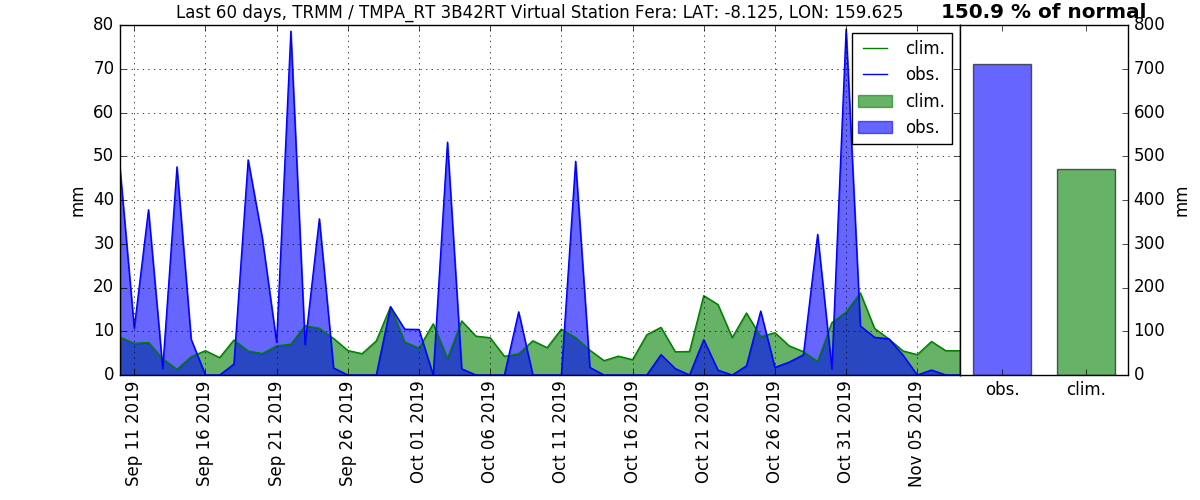 Last 60 days, TRMM / TMPA_RT 3B42RT Virtual Station Fera: LAT: -8.125, LON: 159.625
150.9 % of normal
80
70
60
50
40
30
20
10
0
mm
clim.
obs.
clim.
obs.
800
700
600
500
400
300
200
100
0
mm
Sep 11 2019
Sep 16 2019
Sep 21 2019
Sep 26 2019
Oct 01 2019
Oct 06 2019
Oct 11 2019
Oct 16 2019
Oct 21 2019
Oct 26 2019
Oct 31 2019
Nov 05 2019
obs.
clim.